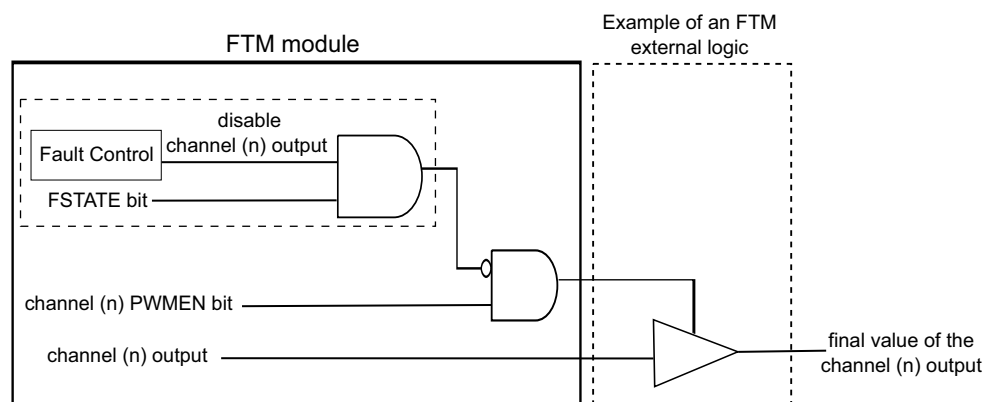 Example of an FTM
external logic
FTM module
disable
channel (n) output
Fault Control
FSTATE bit
channel (n) PWMEN bit
channel (n) output
final value of the
channel (n) output